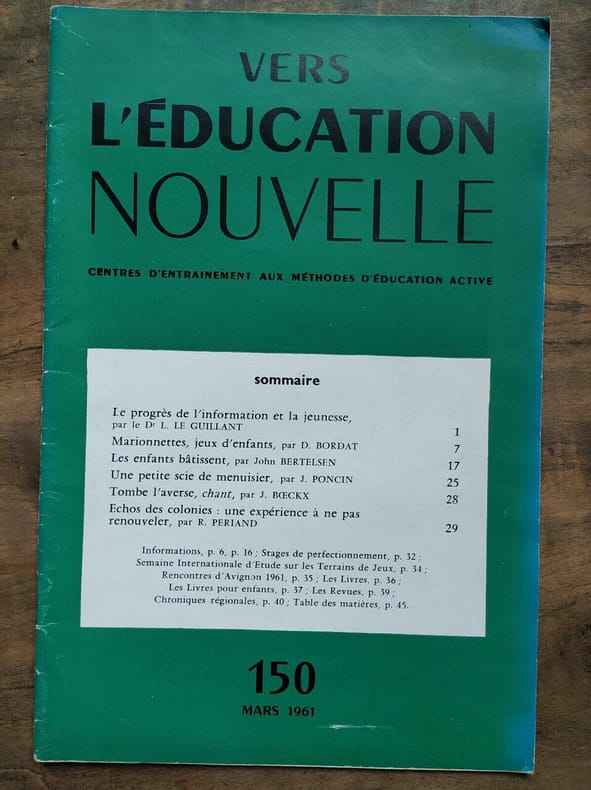 VERS
L'ÉDUCATION
NOUVELLE
CENTRES D'ENTRAINEMENT AUX MÉTHODES D'ÉDUCATION ACTIVE
sommaire
Le progrès de l'information et la jeunesse,
par le Dr L. LE GUILLANT 1
Marionnettes, jeux d'enfants, par D. BORDAT 7
Les enfants bâtissent, par John BERTELSEN 17
Une petite scie de menuisier, par J. PONCIN 25
Tombe l'averse, chant, par J. BŒCKX 28
Echos des colonies : une expérience à ne pas
renouveler, par R. PERIAND 29
Informations, p. 6, p. 16 ; Stages de perfectionnement, p. 32 ;
Semaine Internationale d'Etude sur les Terrains de Jeux, p. 34 ;
Rencontres d'Avignon 1961, p. 35 ; Les Livres, p. 36 ;
Les Livres pour enfants, p. 37 ; Les Revues, p. 39 ;
Chroniques régionales, p. 40 ; Table des matières, p. 45.
150
MARS 1961